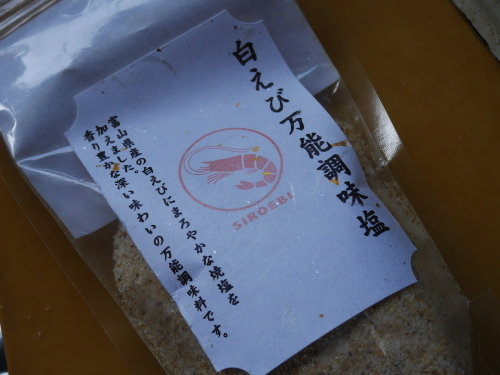 白えび万能調味塩
SIROEBI
富山県産の白えびにまろやかな焼塩を
加えました。
香り豊かな深い味わいの万能調味料です。